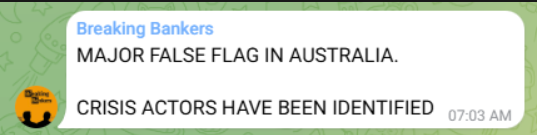 Breaking Bankers
MAJOR FALSE FLAG IN AUSTRALIA.
CRISIS ACTORS HAVE BEEN IDENTIFIED 07:03 AM